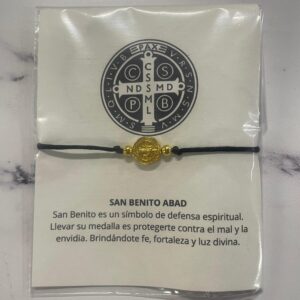 PAX
V R S N S M V
S M Q L I V B
C S S M L
N D S M D
C S P B
SAN BENITO ABAD
San Benito es un símbolo de defensa espiritual.
Llevar su medalla es protegerte contra el mal y la
envidia. Brindándote fe, fortaleza y luz divina.